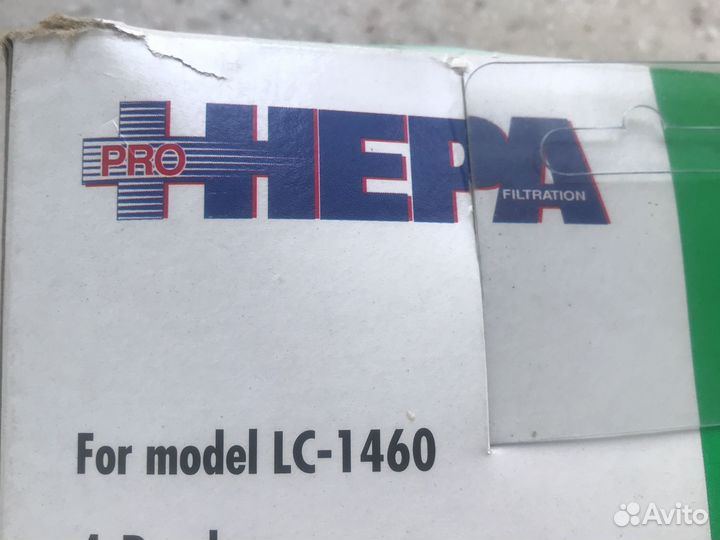 PRO HEPA
FILTRATION
For model LC-1460
Avito